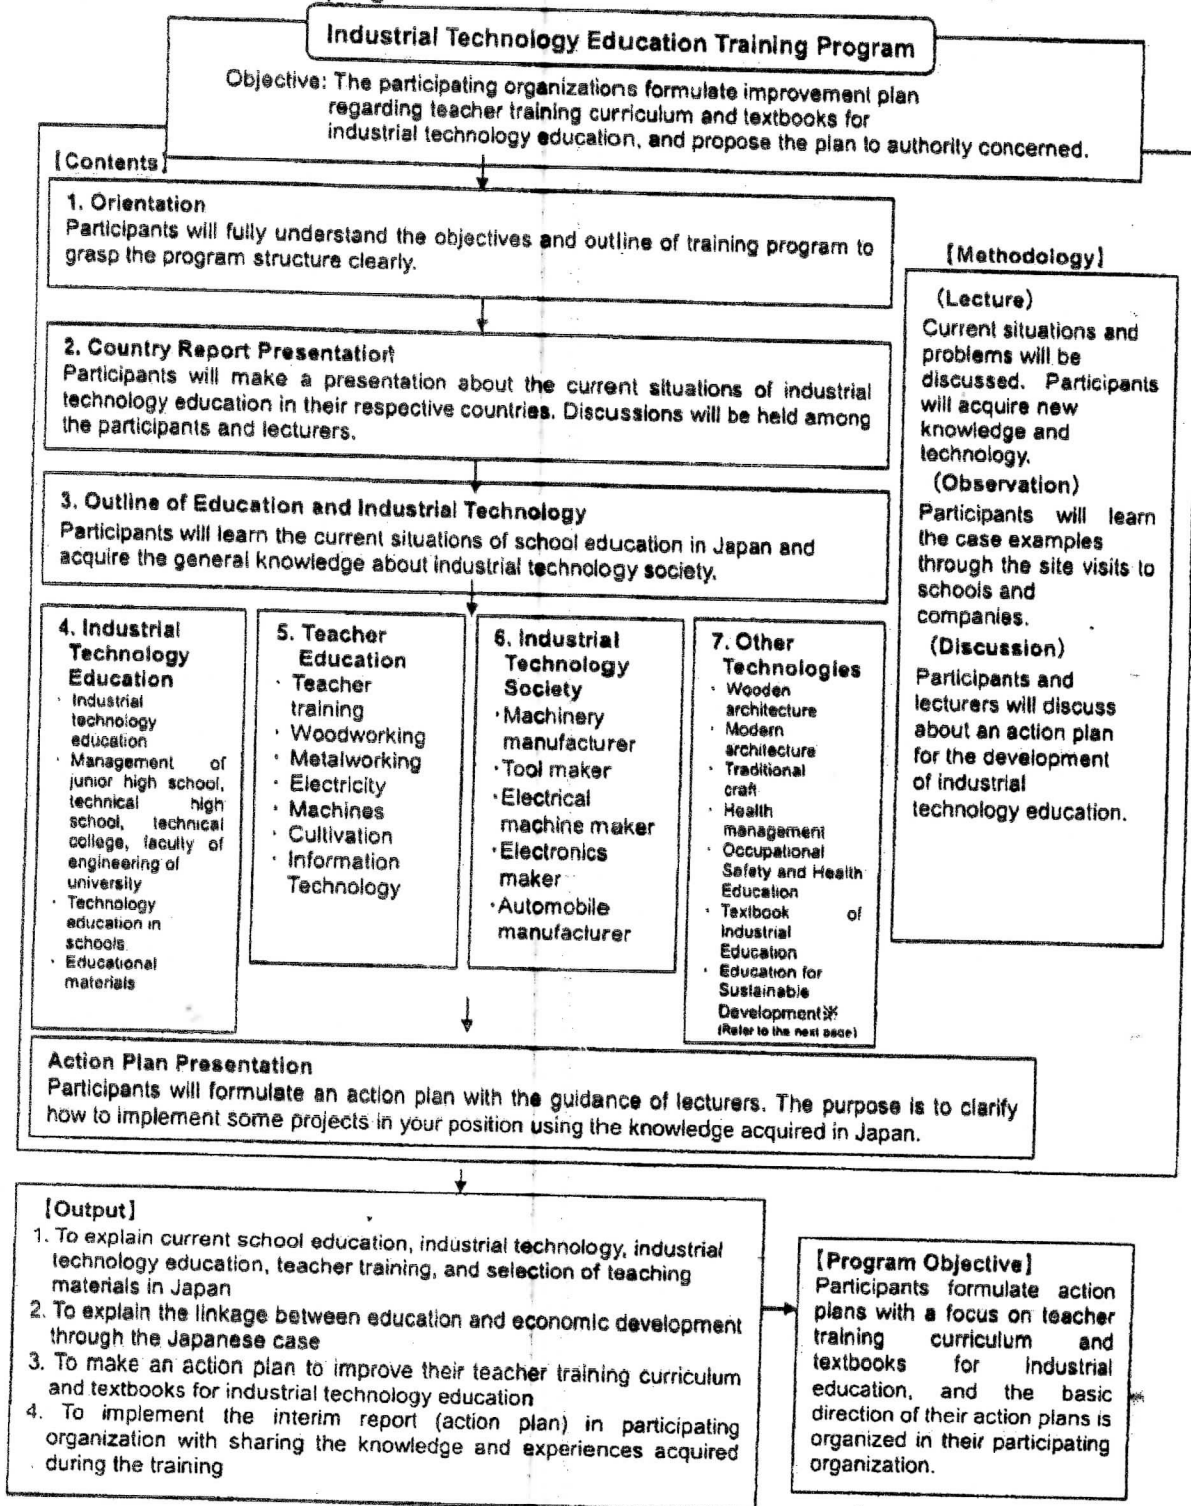 Industrial Technology Education Training Program
Objective: The participating organizations formulate improvement plan
regarding teacher training curriculum and textbooks for
industrial technology education, and propose the plan to authority concerned.
[Contents]
1. Orientation
Participants will fully understand the objectives and outline of training program to
grasp the program structure clearly.
2. Country Report Presentation
Participants will make a presentation about the current situations of industrial
technology education in their respective countries. Discussions will be held among
the participants and lecturers.
3. Outline of Education and Industrial Technology
Participants will learn the current situations of school education in Japan and
acquire the general knowledge about industrial technology society.
4. Industrial
Technology
Education
· Industrial
technology
education
· Management of
junior high school,
technical high
school, technical
college, faculty of
engineering of
university
· Technology
education in
schools
· Educational
materials
5. Teacher
Education
· Teacher
training
· Woodworking
· Metalworking
· Electricity
· Machines
· Cultivation
· Information
Technology
6. Industrial
Technology
Society
·Machinery
manufacturer
·Tool maker
·Electrical
machine maker
·Electronics
maker
·Automobile
manufacturer
7. Other
Technologies
· Wooden
architecture
· Modern
architecture
· Traditional
craft
· Health
management
· Occupational
Safety and Health
Education
· Textbook of
Industrial
Education
· Education for
Sustainable
Development※
(Refer to the next page)
[Methodology]
(Lecture)
Current situations and
problems will be
discussed. Participants
will acquire new
knowledge and
technology.
(Observation)
Participants will learn
the case examples
through the site visits to
schools and
companies.
(Discussion)
Participants and
lecturers will discuss
about an action plan
for the development
of industrial
technology education.
Action Plan Presentation
Participants will formulate an action plan with the guidance of lecturers. The purpose is to clarify
how to implement some projects in your position using the knowledge acquired in Japan.
[Output]
1. To explain current school education, industrial technology, industrial
technology education, teacher training, and selection of teaching
materials in Japan
2. To explain the linkage between education and economic development
through the Japanese case
3. To make an action plan to improve their teacher training curriculum
and textbooks for industrial technology education
4. To implement the interim report (action plan) in participating
organization with sharing the knowledge and experiences acquired
during the training
[Program Objective]
Participants formulate action
plans with a focus on teacher
training curriculum and
textbooks for Industrial
education, and the basic
direction of their action plans is
organized in their participating
organization.